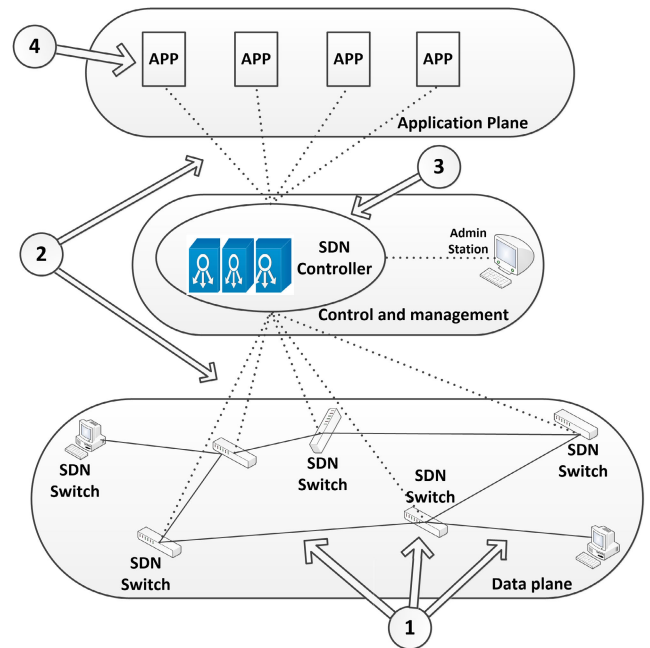 4
APP
APP
APP
APP
Application Plane
3
2
SDN
Controller
Admin
Station
Control and management
SDN
Switch
SDN
Switch
SDN
Switch
SDN
Switch
SDN
Switch
Data plane
1